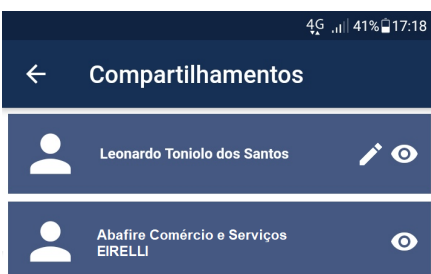 4G 41% 17:18
Compartilhamentos
Leonardo Toniolo dos Santos
Abafire Comércio e Serviços
EIRELLI